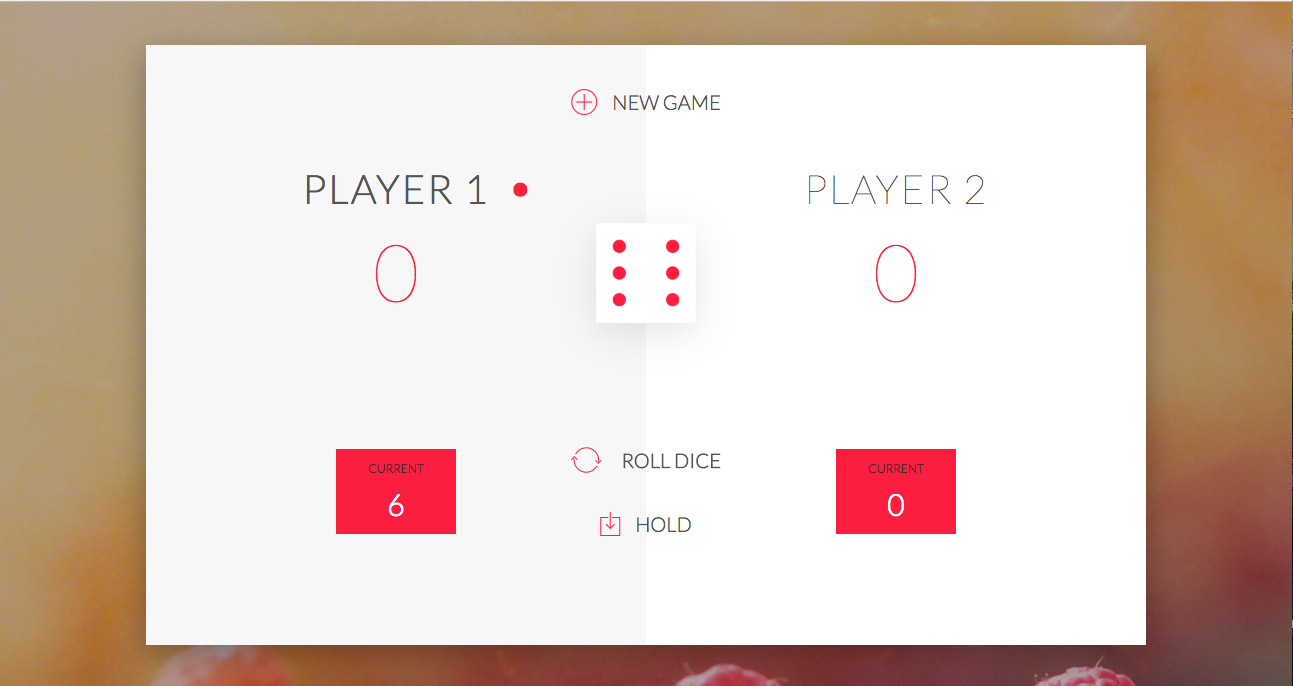 NEW GAME
PLAYER 1
PLAYER 2
0
0
ROLL DICE
CURRENT
6
CURRENT
0
HOLD